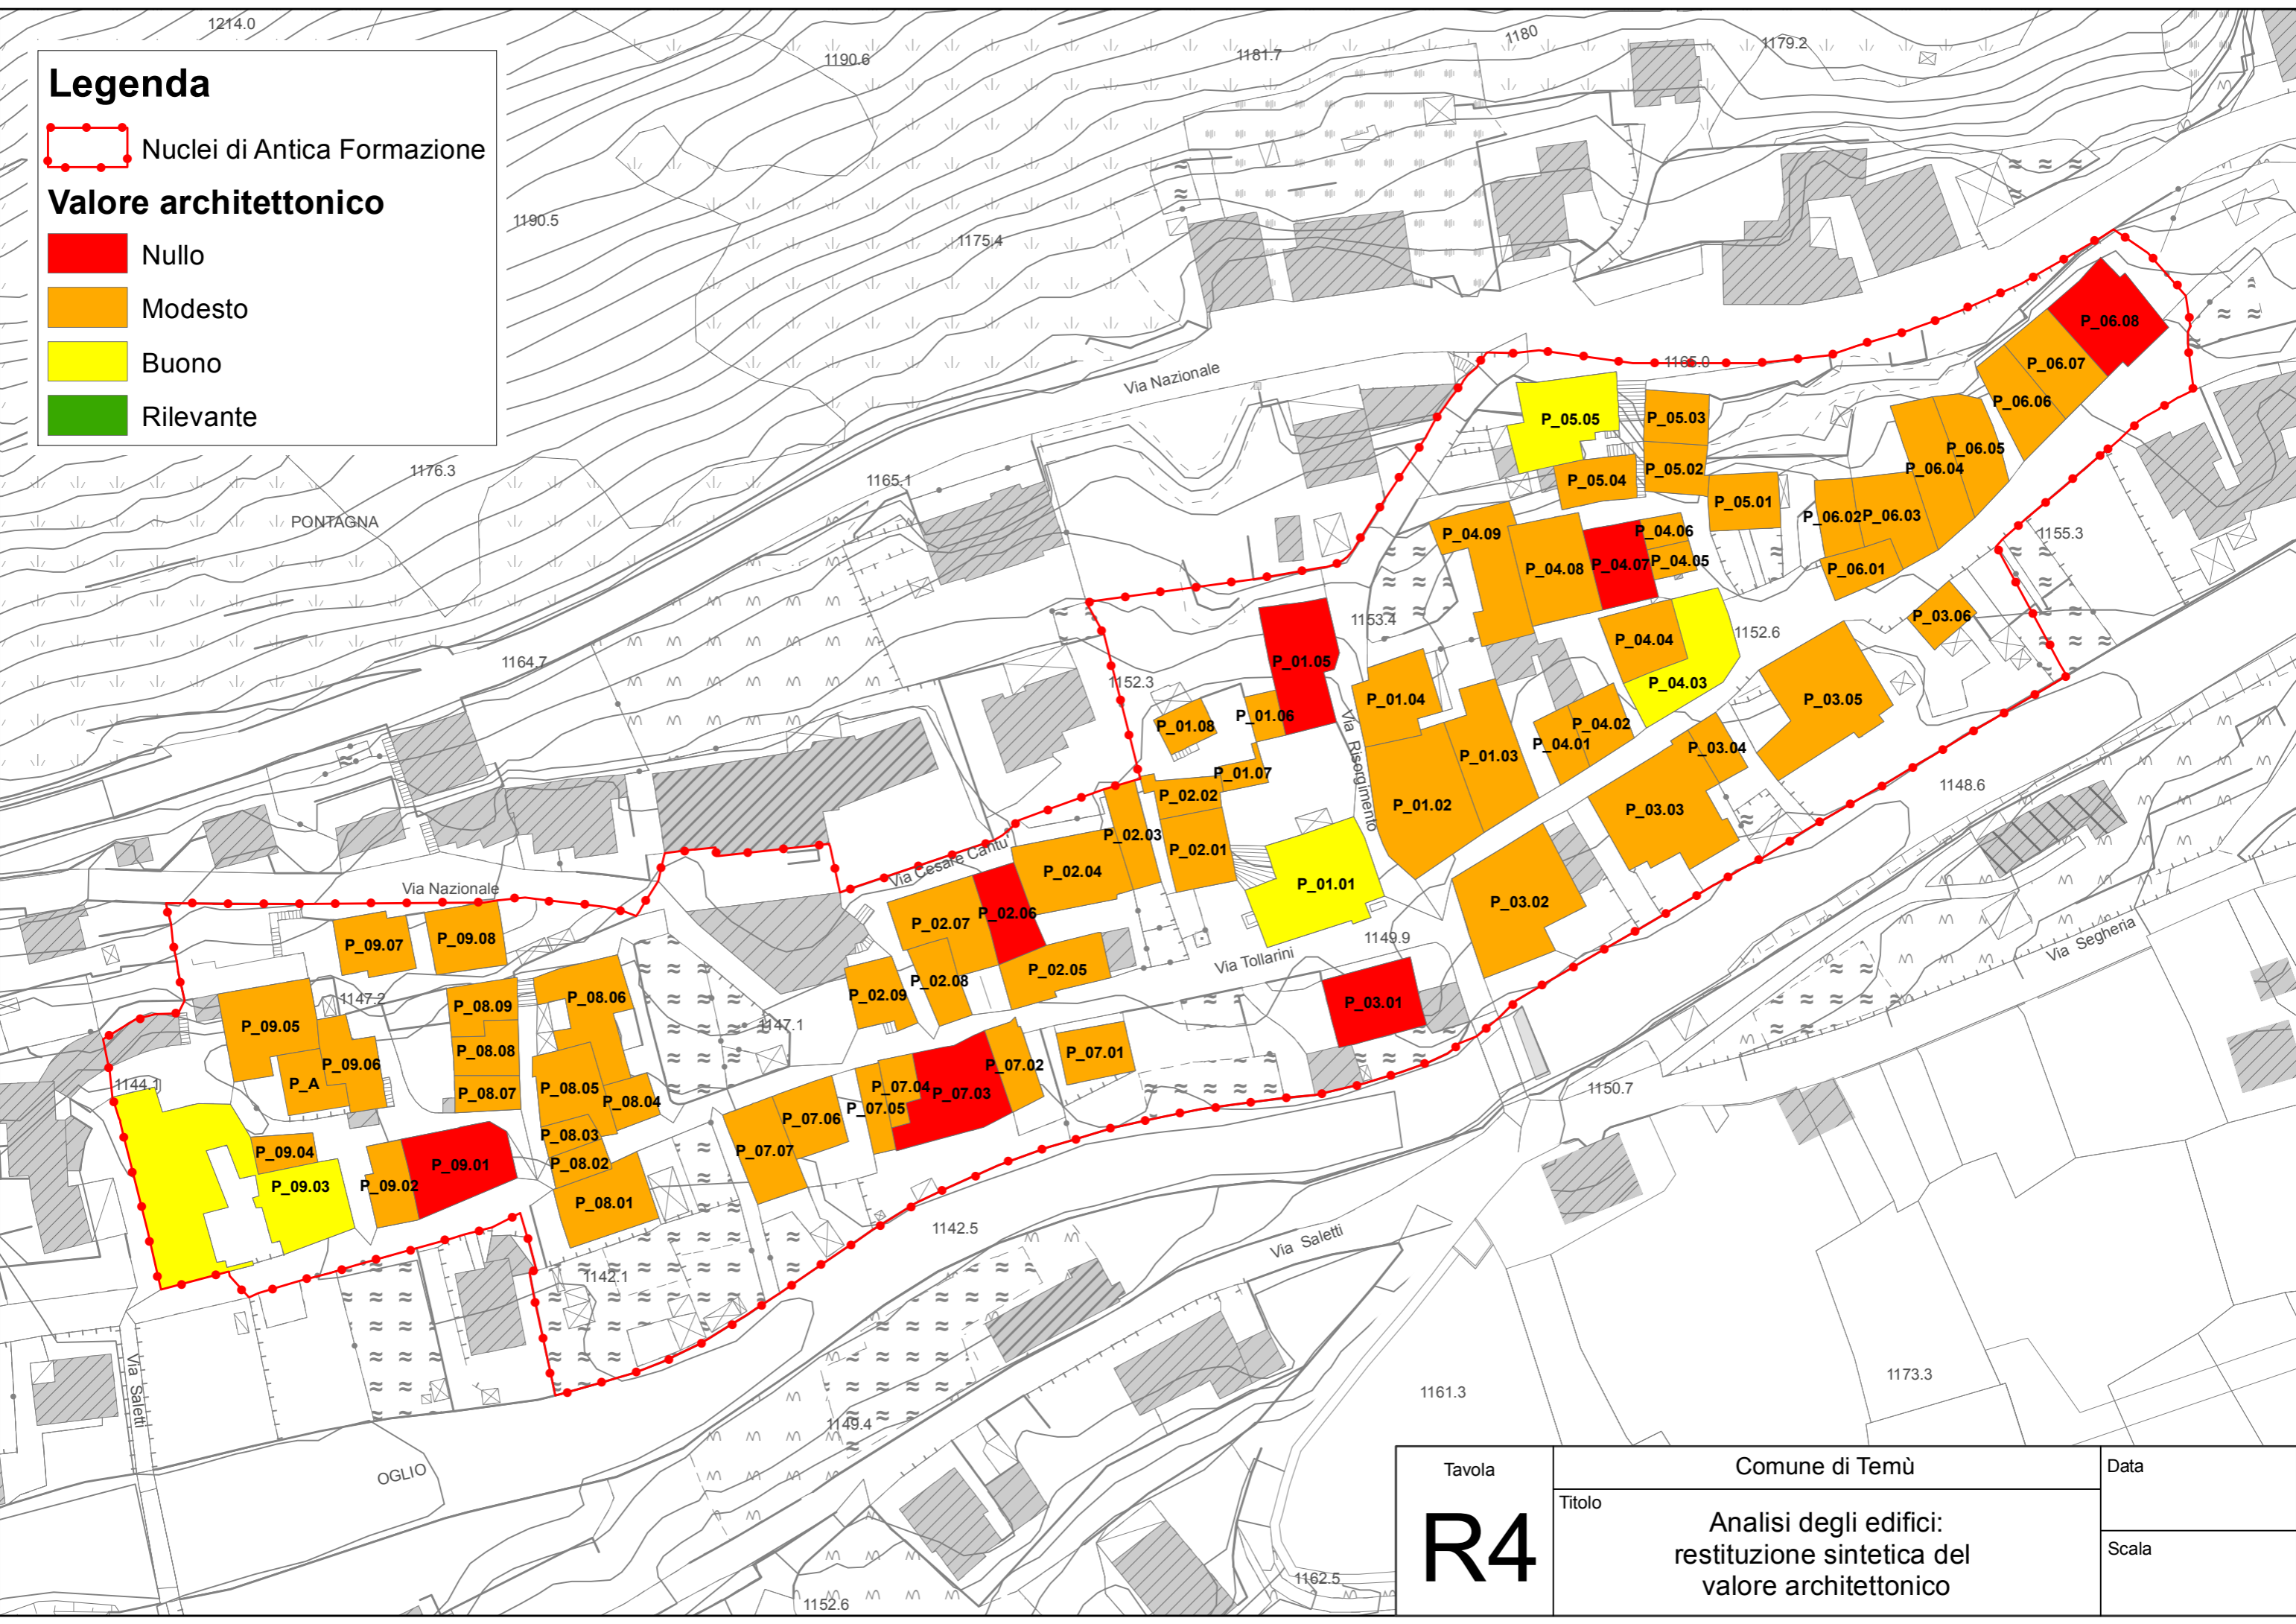 Legenda
Nuclei di Antica Formazione
Valore architettonico
Nullo
Modesto
Buono
Rilevante
1214.0
1190.6
1181.7
1180
1179.2
1190.5
1175.4
1176.3
PONTAGNA
1165.1
1164.7
Via Nazionale
1165.0
P_06.08
P_06.07
P_06.06
P_06.05
P_06.04
P_06.03
P_06.02
P_06.01
P_05.05
P_05.03
P_05.02
P_05.04
P_05.01
P_04.09
P_04.08
P_04.07
P_04.06
P_04.05
P_04.04
P_04.03
P_04.02
P_04.01
1155.3
1153.4
1152.6
1152.3
P_03.06
P_03.05
P_03.04
P_03.03
P_03.02
P_03.01
P_01.05
P_01.04
P_01.06
P_01.08
P_01.07
P_01.03
P_01.02
P_01.01
Via Risorgimento
P_02.02
P_02.03
P_02.01
P_02.04
P_02.06
P_02.07
P_02.05
P_02.08
P_02.09
Via Cesare Cantù
Via Tollarini
1149.9
1148.6
Via Segheria
1150.7
Via Nazionale
P_09.07
P_09.08
P_09.05
P_09.06
P_A
P_09.04
P_09.03
P_09.02
P_09.01
1147.2
1144.1
P_08.09
P_08.08
P_08.07
P_08.06
P_08.05
P_08.04
P_08.03
P_08.02
P_08.01
1147.1
P_07.01
P_07.02
P_07.03
P_07.04
P_07.05
P_07.06
P_07.07
1142.5
1142.1
Via Saletti
Via Saletti
OGLIO
1149.4
1152.6
1161.3
1162.5
1173.3
Tavola
R4
Comune di Temù
Titolo
Analisi degli edifici:
restituzione sintetica del
valore architettonico
Data
Scala